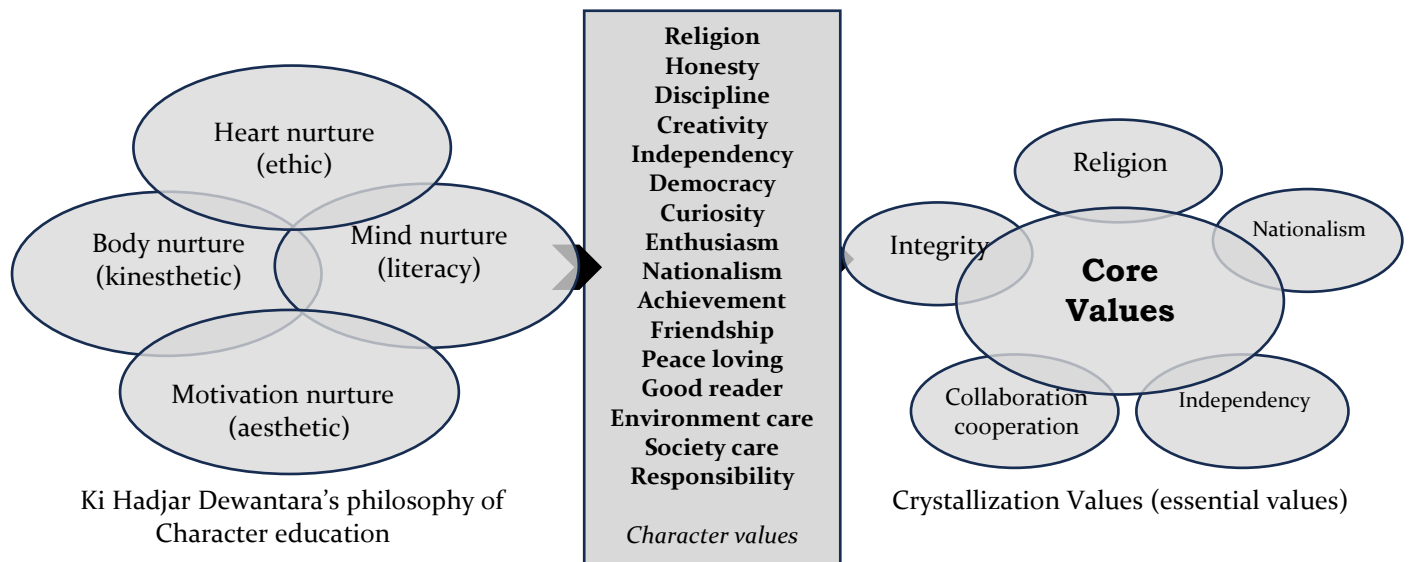 Heart nurture
(ethic)
Body nurture
(kinesthetic)
Mind nurture
(literacy)
Motivation nurture
(aesthetic)
Ki Hadjar Dewantara’s philosophy of
Character education
Religion
Honesty
Discipline
Creativity
Independency
Democracy
Curiosity
Enthusiasm
Nationalism
Achievement
Friendship
Peace loving
Good reader
Environment care
Society care
Responsibility
Character values
Religion
Integrity
Nationalism
Core
Values
Collaboration
cooperation
Independency
Crystallization Values (essential values)